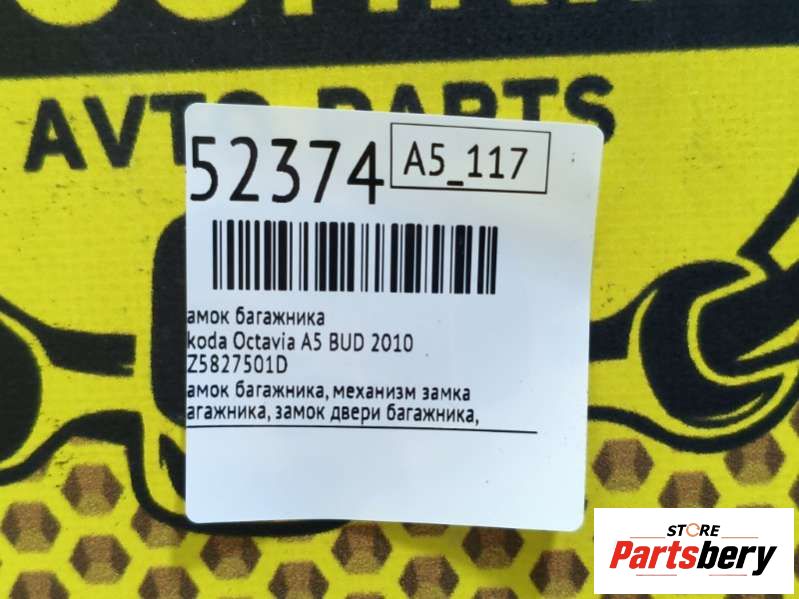 AVTO PARTS
52374
A5_117
амок багажника
koda Octavia A5 BUD 2010
Z5827501D
амок багажника, механизм замка
агажника, замок двери багажника,
STORE
Partsbery